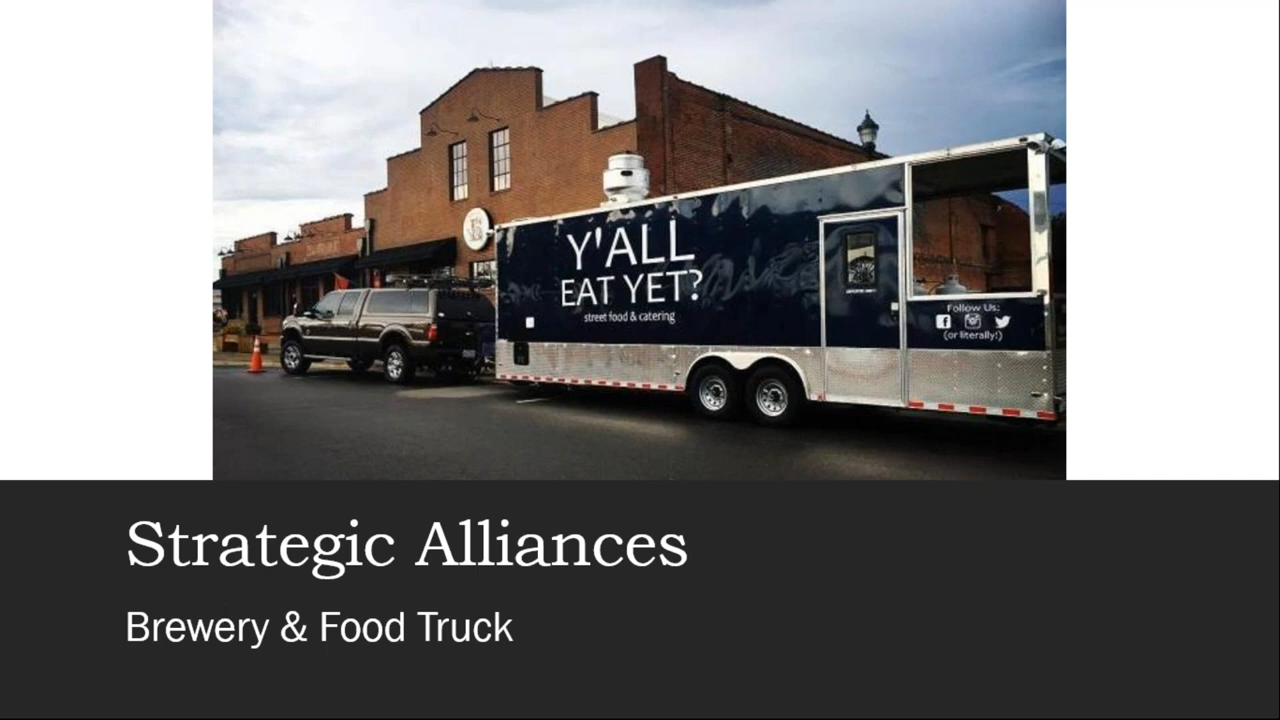 Y'ALL
EAT YET?
street food & catering
Follow Us:
(or literally!)
Strategic Alliances
Brewery & Food Truck